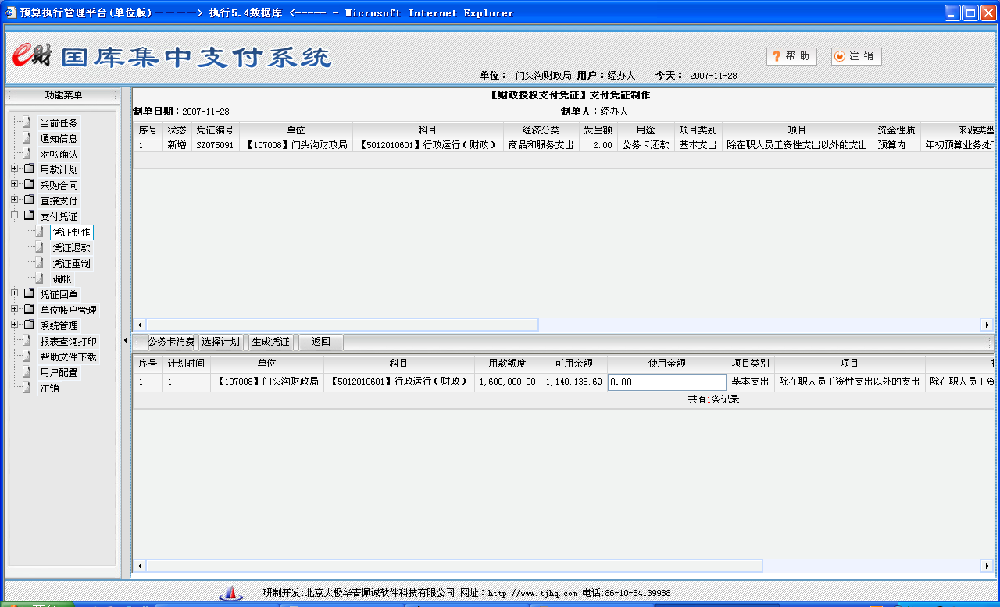 预算执行管理平台(单位版)－－－－> 执行5.4数据库 <----- - Microsoft Internet Explorer
e财 国库集中支付系统
帮 助 注 销
单位： 门头沟财政局 用户：经办人 今天： 2007-11-28
功能菜单
当前任务
通知信息
对帐确认
用款计划
采购合同
直接支付
支付凭证
凭证制作
凭证退款
凭证重制
调帐
凭证回单
单位帐户管理
系统管理
报表查询打印
帮助文件下载
用户配置
注销
【财政授权支付凭证】支付凭证制作
制单日期：2007-11-28 制单人：经办人
序号 状态 凭证编号 单位 科目 经济分类 发生额 用途 项目类别 项目 资金性质 来源类型
1 新增 SZ075091 【107008】门头沟财政局 【5012010601】行政运行（财政） 商品和服务支出 2.00 公务卡还款 基本支出 除在职人员工资性支出以外的支出 预算内 年初预算业务处
公务卡消费 选择计划 生成凭证 返回
序号 计划时间 单位 科目 用款额度 可用余额 使用金额 项目类别 项目
1 1 【107008】门头沟财政局 【5012010601】行政运行（财政） 1,600,000.00 1,140,138.69 0.00 基本支出 除在职人员工资性支出以外的支出 除在职人员工资
共有1条记录
研制开发:北京太极华青佩诚软件科技有限公司 网址：http://www.tjhq.com 电话:86-10-84139988